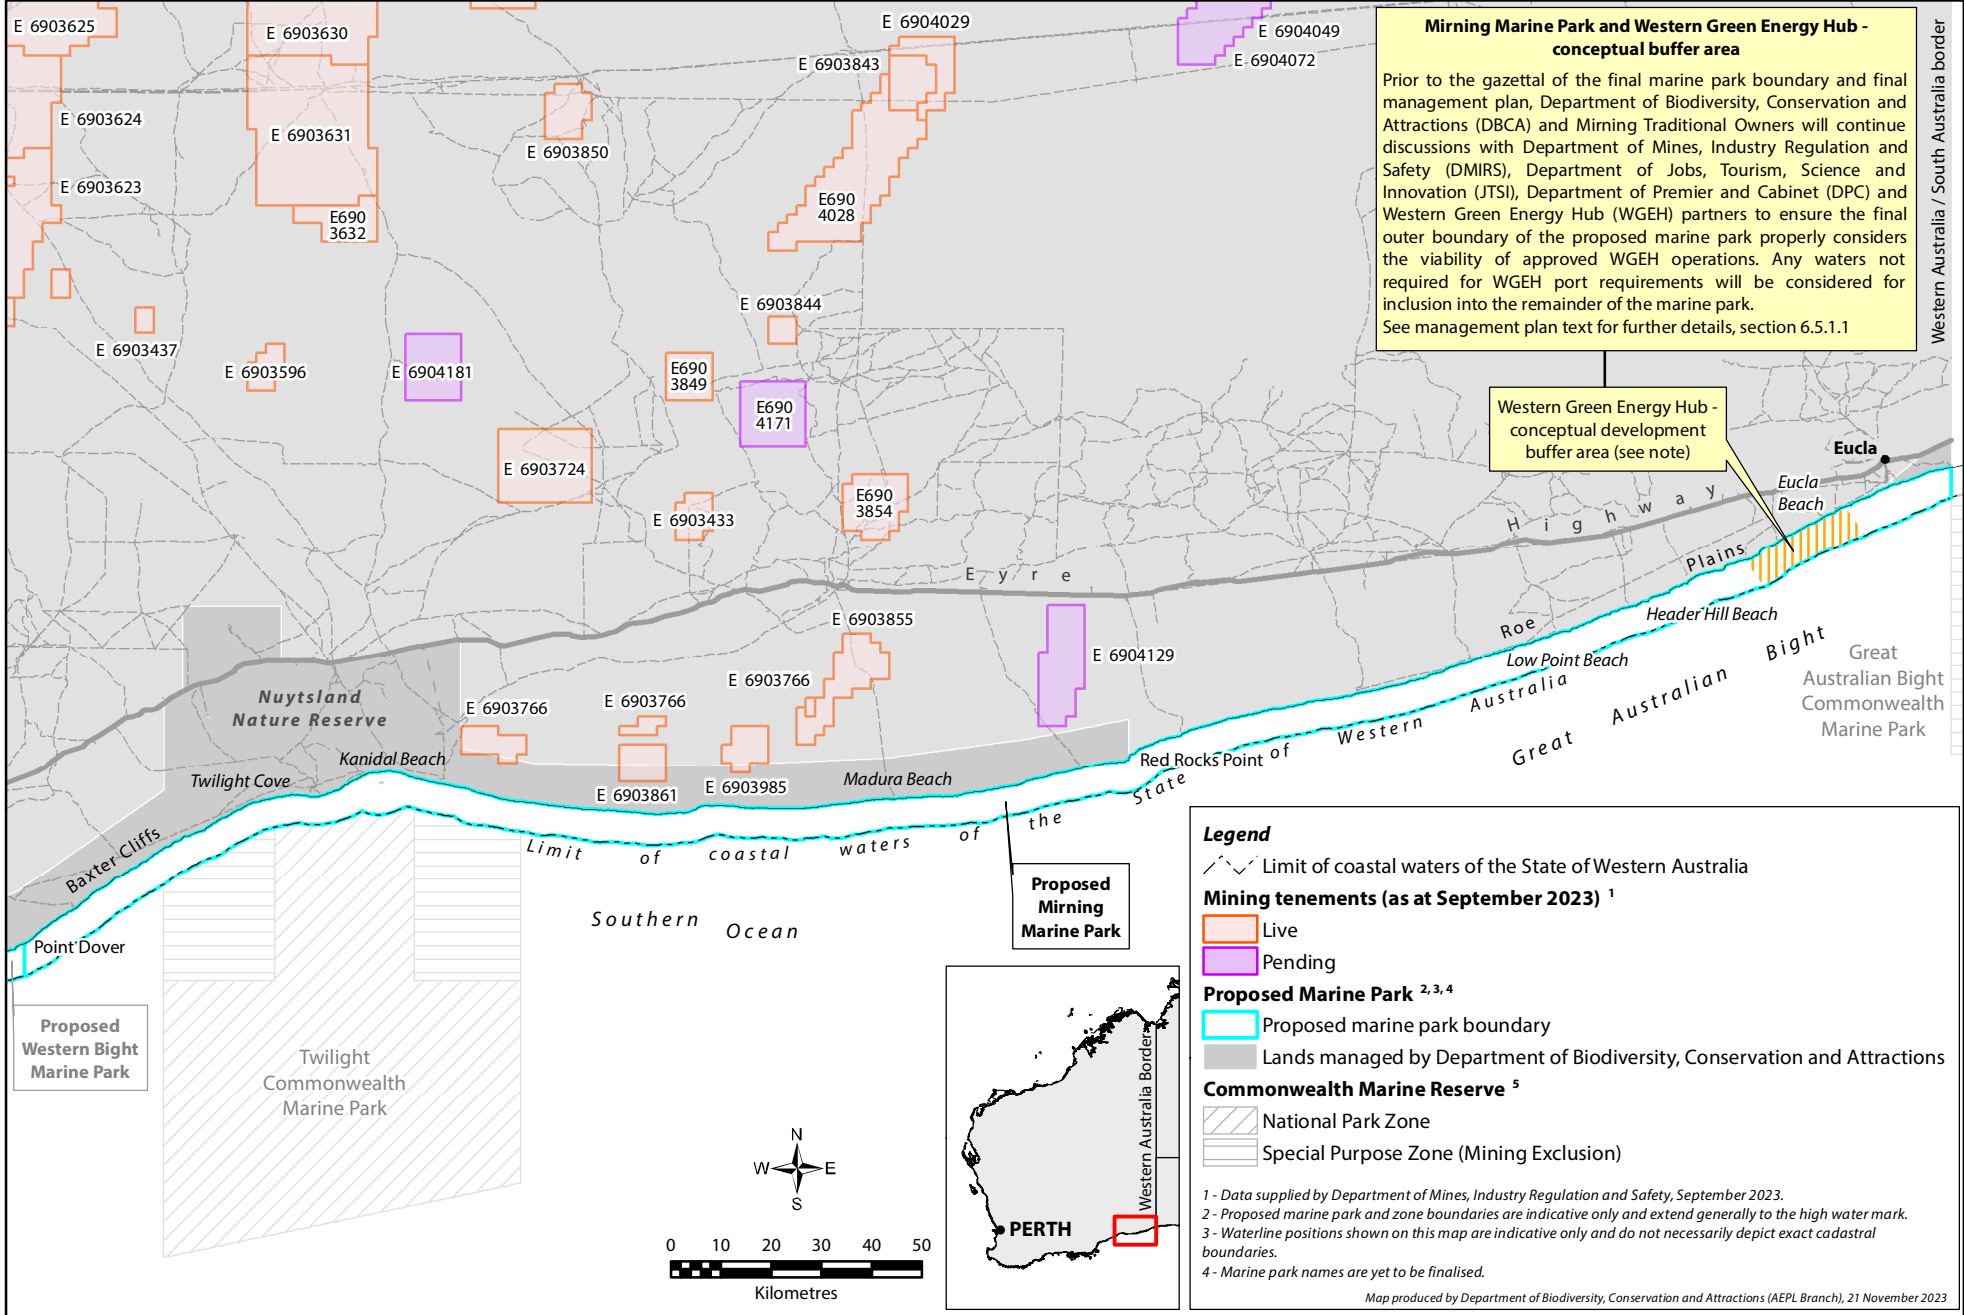 E 6903625
E 6903630
E 6904029
E 6904049
E 6904072
E 6903843
E 6903624
E 6903631
E 6903850
E 6903623
E690
3632
E690
4028
E 6903844
E 6903437
E 6903596
E 6904181
E690
3849
E690
4171
E 6903724
E 6903433
E690
3854
E 6903855
E 6904129
E 6903766
E 6903766
E 6903766
E 6903861
E 6903985
Mirning Marine Park and Western Green Energy Hub -
conceptual buffer area
Prior to the gazettal of the final marine park boundary and final
management plan, Department of Biodiversity, Conservation and
Attractions (DBCA) and Mirning Traditional Owners will continue
discussions with Department of Mines, Industry Regulation and
Safety (DMIRS), Department of Jobs, Tourism, Science and
Innovation (JTSI), Department of Premier and Cabinet (DPC) and
Western Green Energy Hub (WGEH) partners to ensure the final
outer boundary of the proposed marine park properly considers
the viability of approved WGEH operations. Any waters not
required for WGEH port requirements will be considered for
inclusion into the remainder of the marine park.
See management plan text for further details, section 6.5.1.1
Western Australia / South Australia border
Western Green Energy Hub -
conceptual development
buffer area (see note)
Eucla
Eucla
Beach
Eyre Highway
Roe Plains
Header Hill Beach
Low Point Beach
Great Australian Bight
Great
Australian Bight
Commonwealth
Marine Park
Nuytsland
Nature Reserve
Kanidal Beach
Twilight Cove
Madura Beach
Red Rocks Point
Baxter Cliffs
Point Dover
Limit of coastal waters of the State of Western Australia
Southern Ocean
Proposed
Mirning
Marine Park
Proposed
Western Bight
Marine Park
Twilight
Commonwealth
Marine Park
N
W E
S
0 10 20 30 40 50
Kilometres
Western Australia Border
PERTH
Legend
Limit of coastal waters of the State of Western Australia
Mining tenements (as at September 2023) 1
Live
Pending
Proposed Marine Park 2, 3, 4
Proposed marine park boundary
Lands managed by Department of Biodiversity, Conservation and Attractions
Commonwealth Marine Reserve 5
National Park Zone
Special Purpose Zone (Mining Exclusion)
1 - Data supplied by Department of Mines, Industry Regulation and Safety, September 2023.
2 - Proposed marine park and zone boundaries are indicative only and extend generally to the high water mark.
3 - Waterline positions shown on this map are indicative only and do not necessarily depict exact cadastral
boundaries.
4 - Marine park names are yet to be finalised.
Map produced by Department of Biodiversity, Conservation and Attractions (AEPL Branch), 21 November 2023